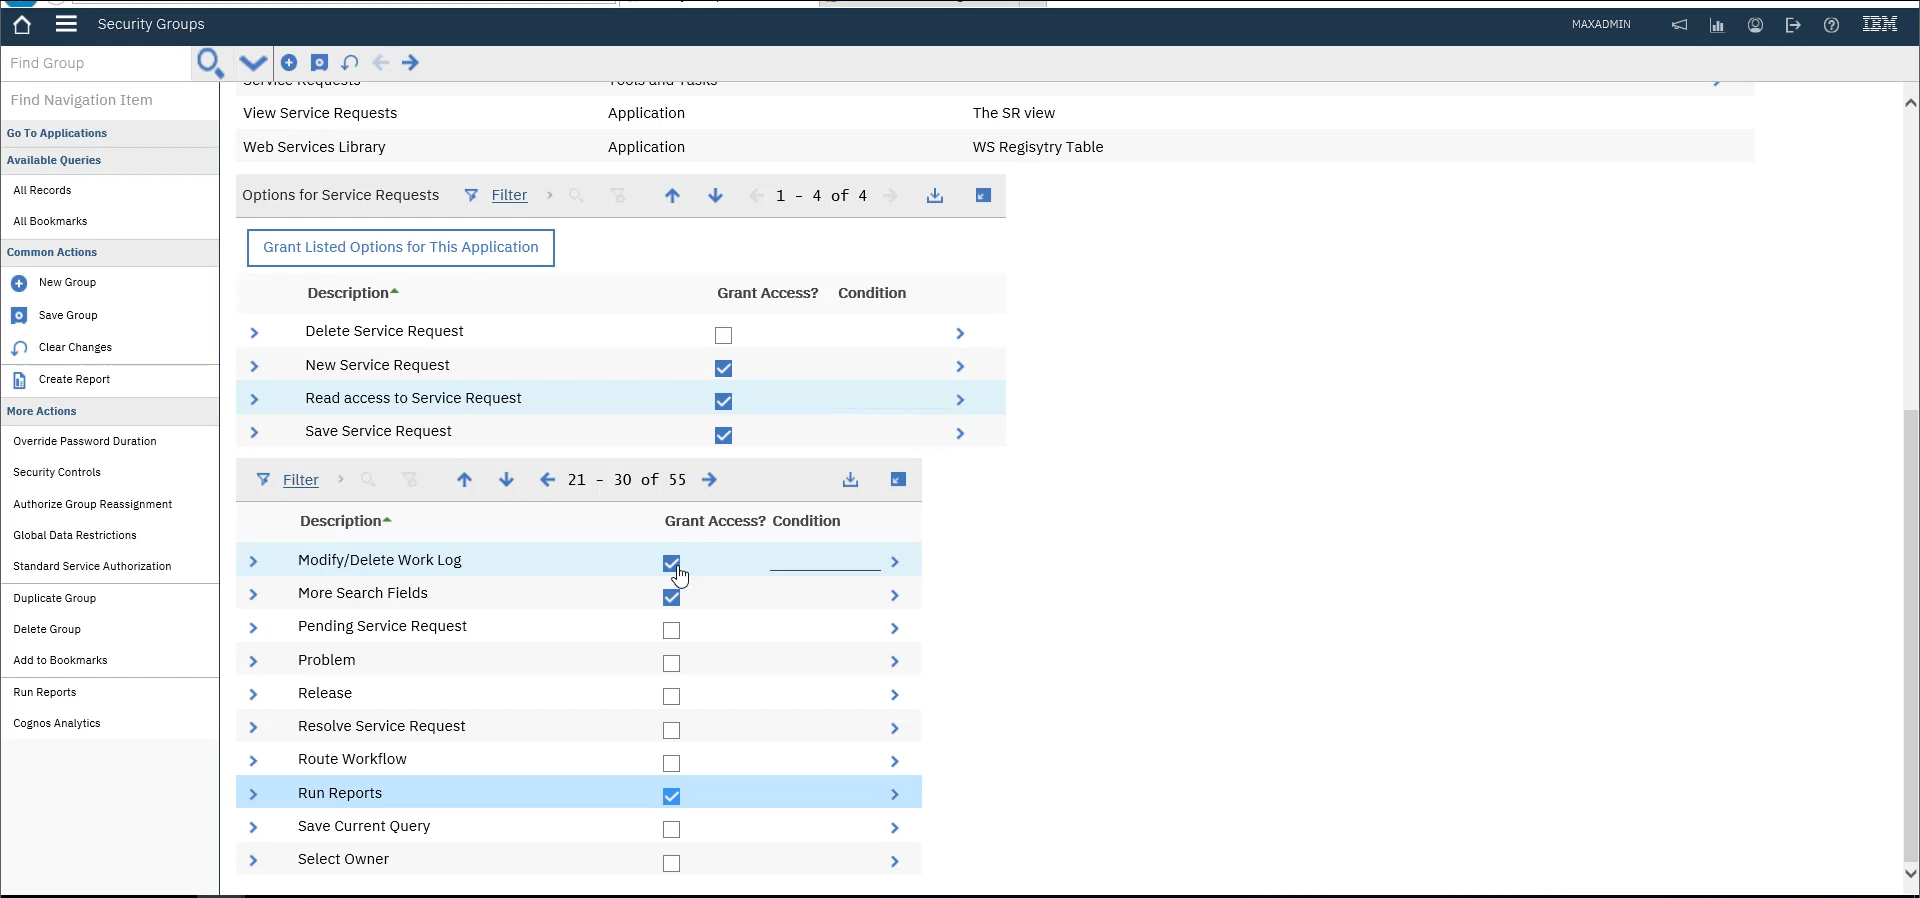 Security Groups
MAXADMIN
IBM
Find Group
Find Navigation Item
Go To Applications
Available Queries
All Records
All Bookmarks
Common Actions
New Group
Save Group
Clear Changes
Create Report
More Actions
Override Password Duration
Security Controls
Authorize Group Reassignment
Global Data Restrictions
Standard Service Authorization
Duplicate Group
Delete Group
Add to Bookmarks
Run Reports
Cognos Analytics
Service Requests Tools and Tasks
View Service Requests Application The SR view
Web Services Library Application WS Regisytry Table
Options for Service Requests Filter 1 - 4 of 4
Grant Listed Options for This Application
Description Grant Access? Condition
Delete Service Request
New Service Request
Read access to Service Request
Save Service Request
Filter 21 - 30 of 55
Description Grant Access? Condition
Modify/Delete Work Log
More Search Fields
Pending Service Request
Problem
Release
Resolve Service Request
Route Workflow
Run Reports
Save Current Query
Select Owner